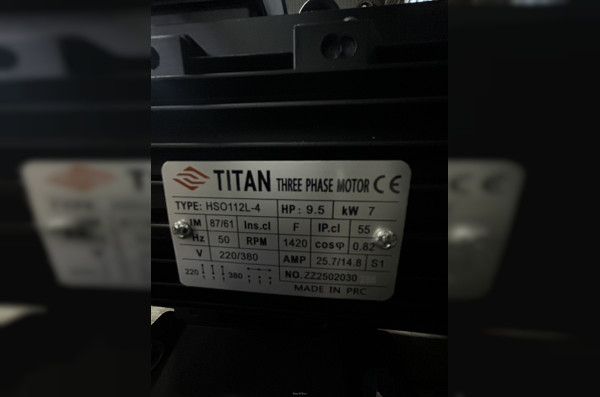 TITAN THREE PHASE MOTOR CE
TYPE: HSO112L-4 HP: 9.5 kW 7
IM 87/61 Ins.cl F IP.cl 55
Hz 50 RPM 1420 cosφ 0.82
V 220/380 AMP 25.7/14.8 S1
220 380 NO.ZZ2502030
MADE IN PRC